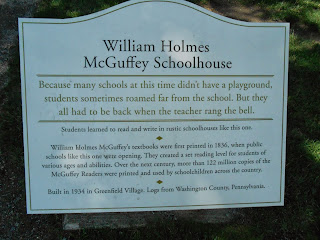 William Holmes
McGuffey Schoolhouse
Because many schools at this time didn't have a playground,
students sometimes roamed far from the school. But they
all had to be back when the teacher rang the bell.
Students learned to read and write in rustic schoolhouses like this one.
William Holmes McGuffey's textbooks were first printed in 1836, when public
schools like this one were opening. They created a set reading level for students of
various ages and abilities. Over the next century, more than 122 million copies of the
McGuffey Readers were printed and used by schoolchildren across the country.
Built in 1934 in Greenfield Village. Logs from Washington County, Pennsylvania.